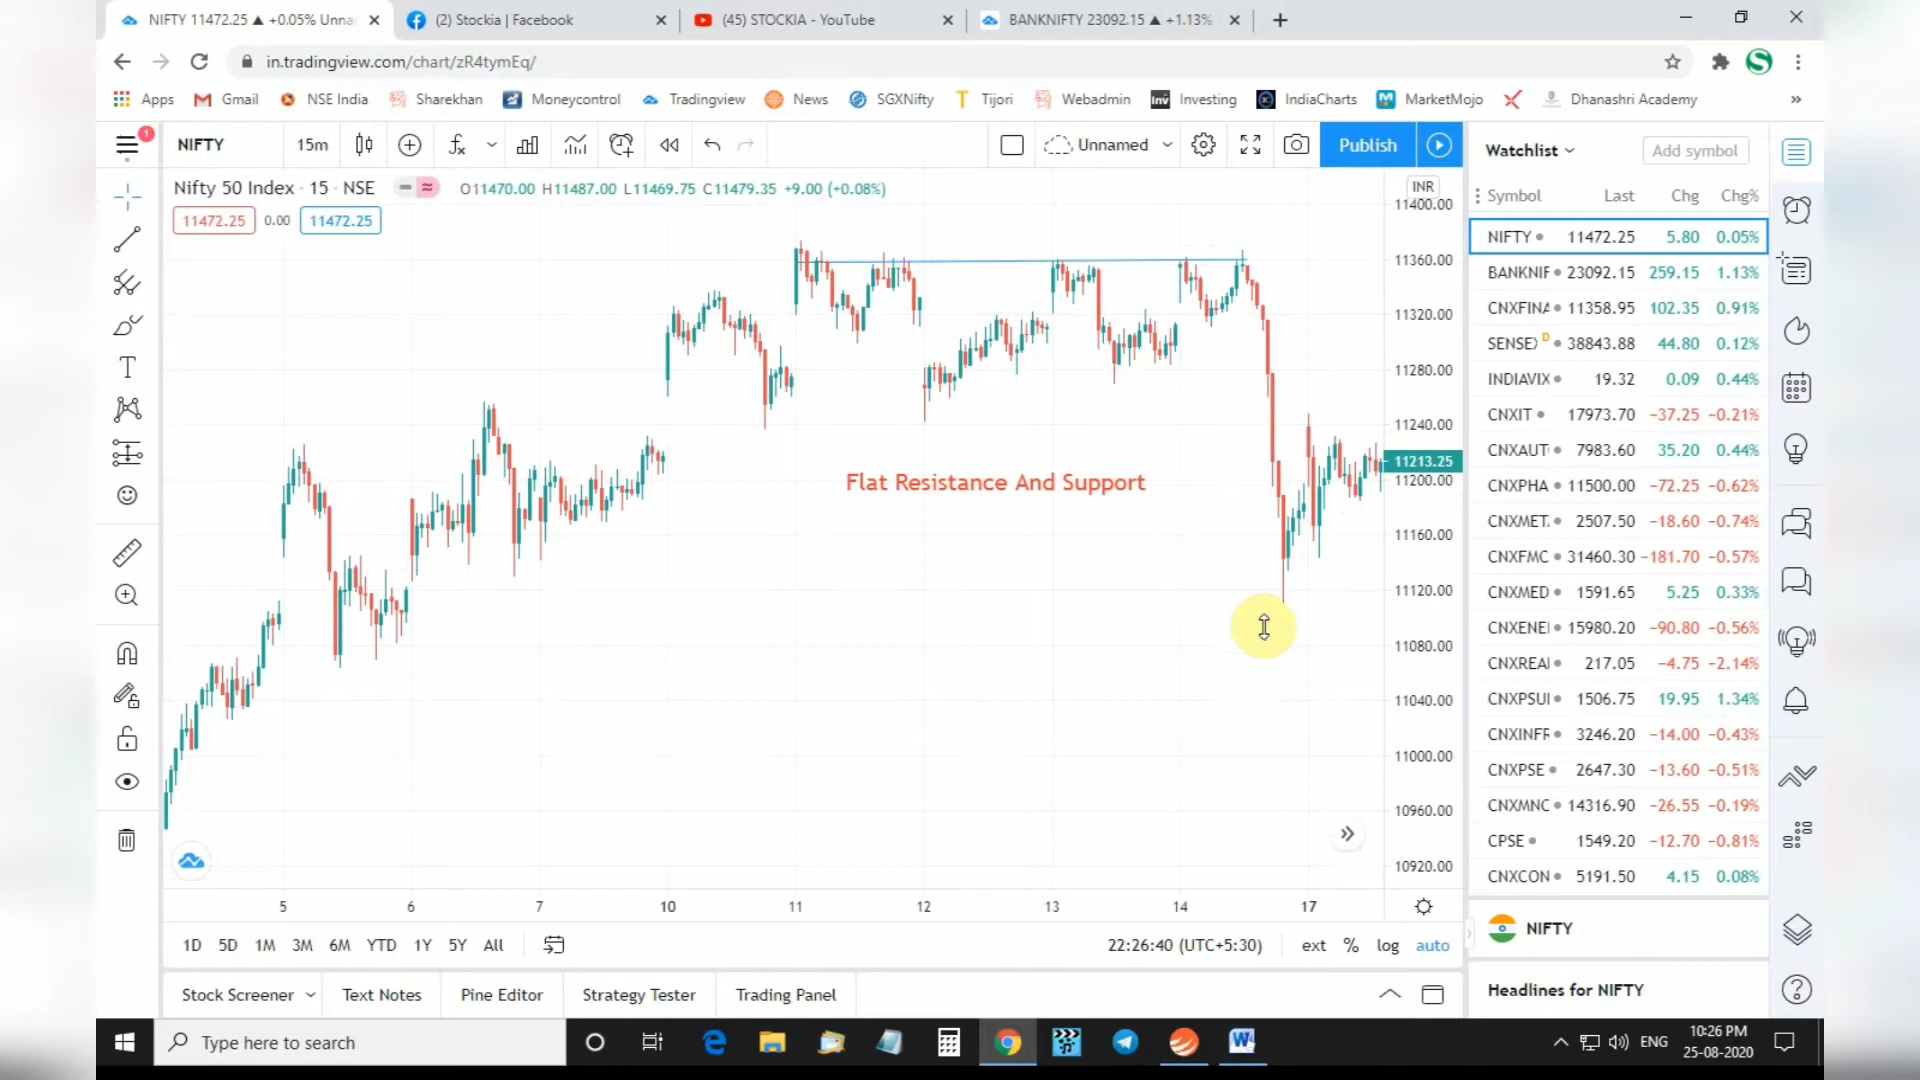 NIFTY 11472.25 ▲ +0.05% Unna
(2) Stockia | Facebook
(45) STOCKIA - YouTube
BANKNIFTY 23092.15 ▲ +1.13%
in.tradingview.com/chart/zR4tymEq/
Apps Gmail NSE India Sharekhan Moneycontrol Tradingview News SGXNifty Tijori Webadmin Investing IndiaCharts MarketMojo Dhanashri Academy »
1
NIFTY 15m Unnamed Publish
Nifty 50 Index · 15 · NSE O11470.00 H11487.00 L11469.75 C11479.35 +9.00 (+0.08%)
11472.25 0.00 11472.25
INR
11400.00
11360.00
11320.00
11280.00
11240.00
11213.25
11200.00
11160.00
11120.00
11080.00
11040.00
11000.00
10960.00
10920.00
Flat Resistance And Support
5 6 7 10 11 12 13 14 17
1D 5D 1M 3M 6M YTD 1Y 5Y All 22:26:40 (UTC+5:30) ext % log auto
Stock Screener Text Notes Pine Editor Strategy Tester Trading Panel
Watchlist Add symbol
Symbol Last Chg Chg%
NIFTY 11472.25 5.80 0.05%
BANKNIF 23092.15 259.15 1.13%
CNXFINA 11358.95 102.35 0.91%
SENSEX D 38843.88 44.80 0.12%
INDIAVIX 19.32 0.09 0.44%
CNXIT 17973.70 −37.25 −0.21%
CNXAUT 7983.60 35.20 0.44%
CNXPHA 11500.00 −72.25 −0.62%
CNXMET 2507.50 −18.60 −0.74%
CNXFMC 31460.30 −181.70 −0.57%
CNXMED 1591.65 5.25 0.33%
CNXENE 15980.20 −90.80 −0.56%
CNXREA 217.05 −4.75 −2.14%
CNXPSU 1506.75 19.95 1.34%
CNXINFR 3246.20 −14.00 −0.43%
CNXPSE 2647.30 −13.60 −0.51%
CNXMNC 14316.90 −26.55 −0.19%
CPSE 1549.20 −12.70 −0.81%
CNXCON 5191.50 4.15 0.08%
NIFTY
Headlines for NIFTY
Type here to search
ENG
10:26 PM
25-08-2020